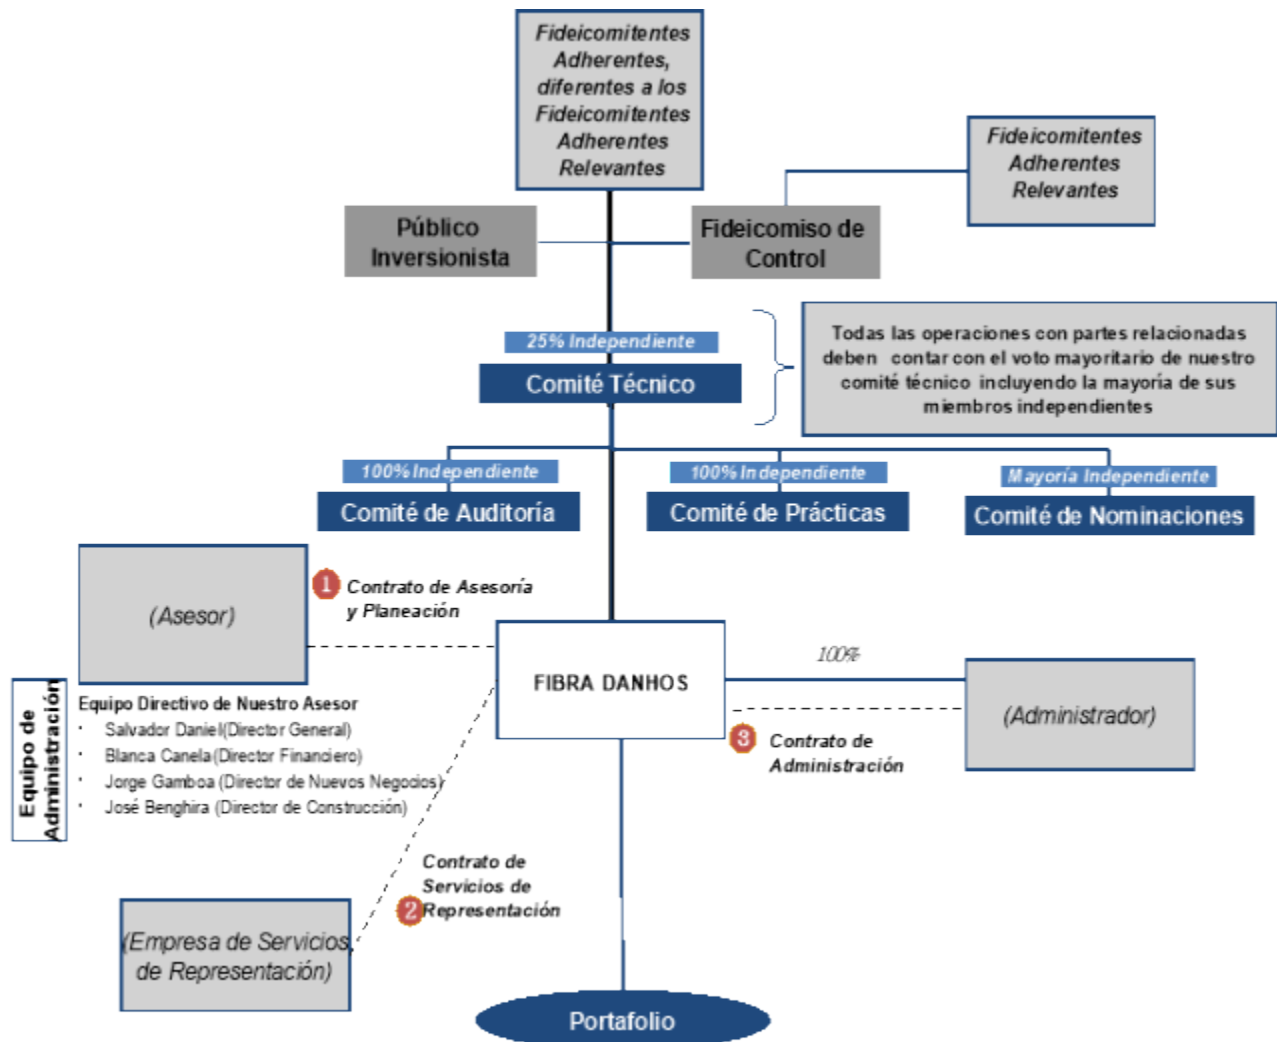 Fideicomitentes
Adherentes,
diferentes a los
Fideicomitentes
Adherentes
Relevantes
Fideicomitentes
Adherentes
Relevantes
Público
Inversionista
Fideicomiso de
Control
25% Independiente
Comité Técnico
Todas las operaciones con partes relacionadas
deben contar con el voto mayoritario de nuestro
comité técnico incluyendo la mayoría de sus
miembros independientes
100% Independiente
Comité de Auditoría
100% Independiente
Comité de Prácticas
Mayoría Independiente
Comité de Nominaciones
(Asesor)
1
Contrato de Asesoría
y Planeación
FIBRA DANHOS
100%
(Administrador)
3
Contrato de
Administración
Equipo de
Administración
Equipo Directivo de Nuestro Asesor
· Salvador Daniel(Director General)
· Blanca Canela(Director Financiero)
· Jorge Gamboa (Director de Nuevos Negocios)
· José Benghira (Director de Construcción)
Contrato de
Servicios de
2 Representación
(Empresa de Servicios
de Representación)
Portafolio